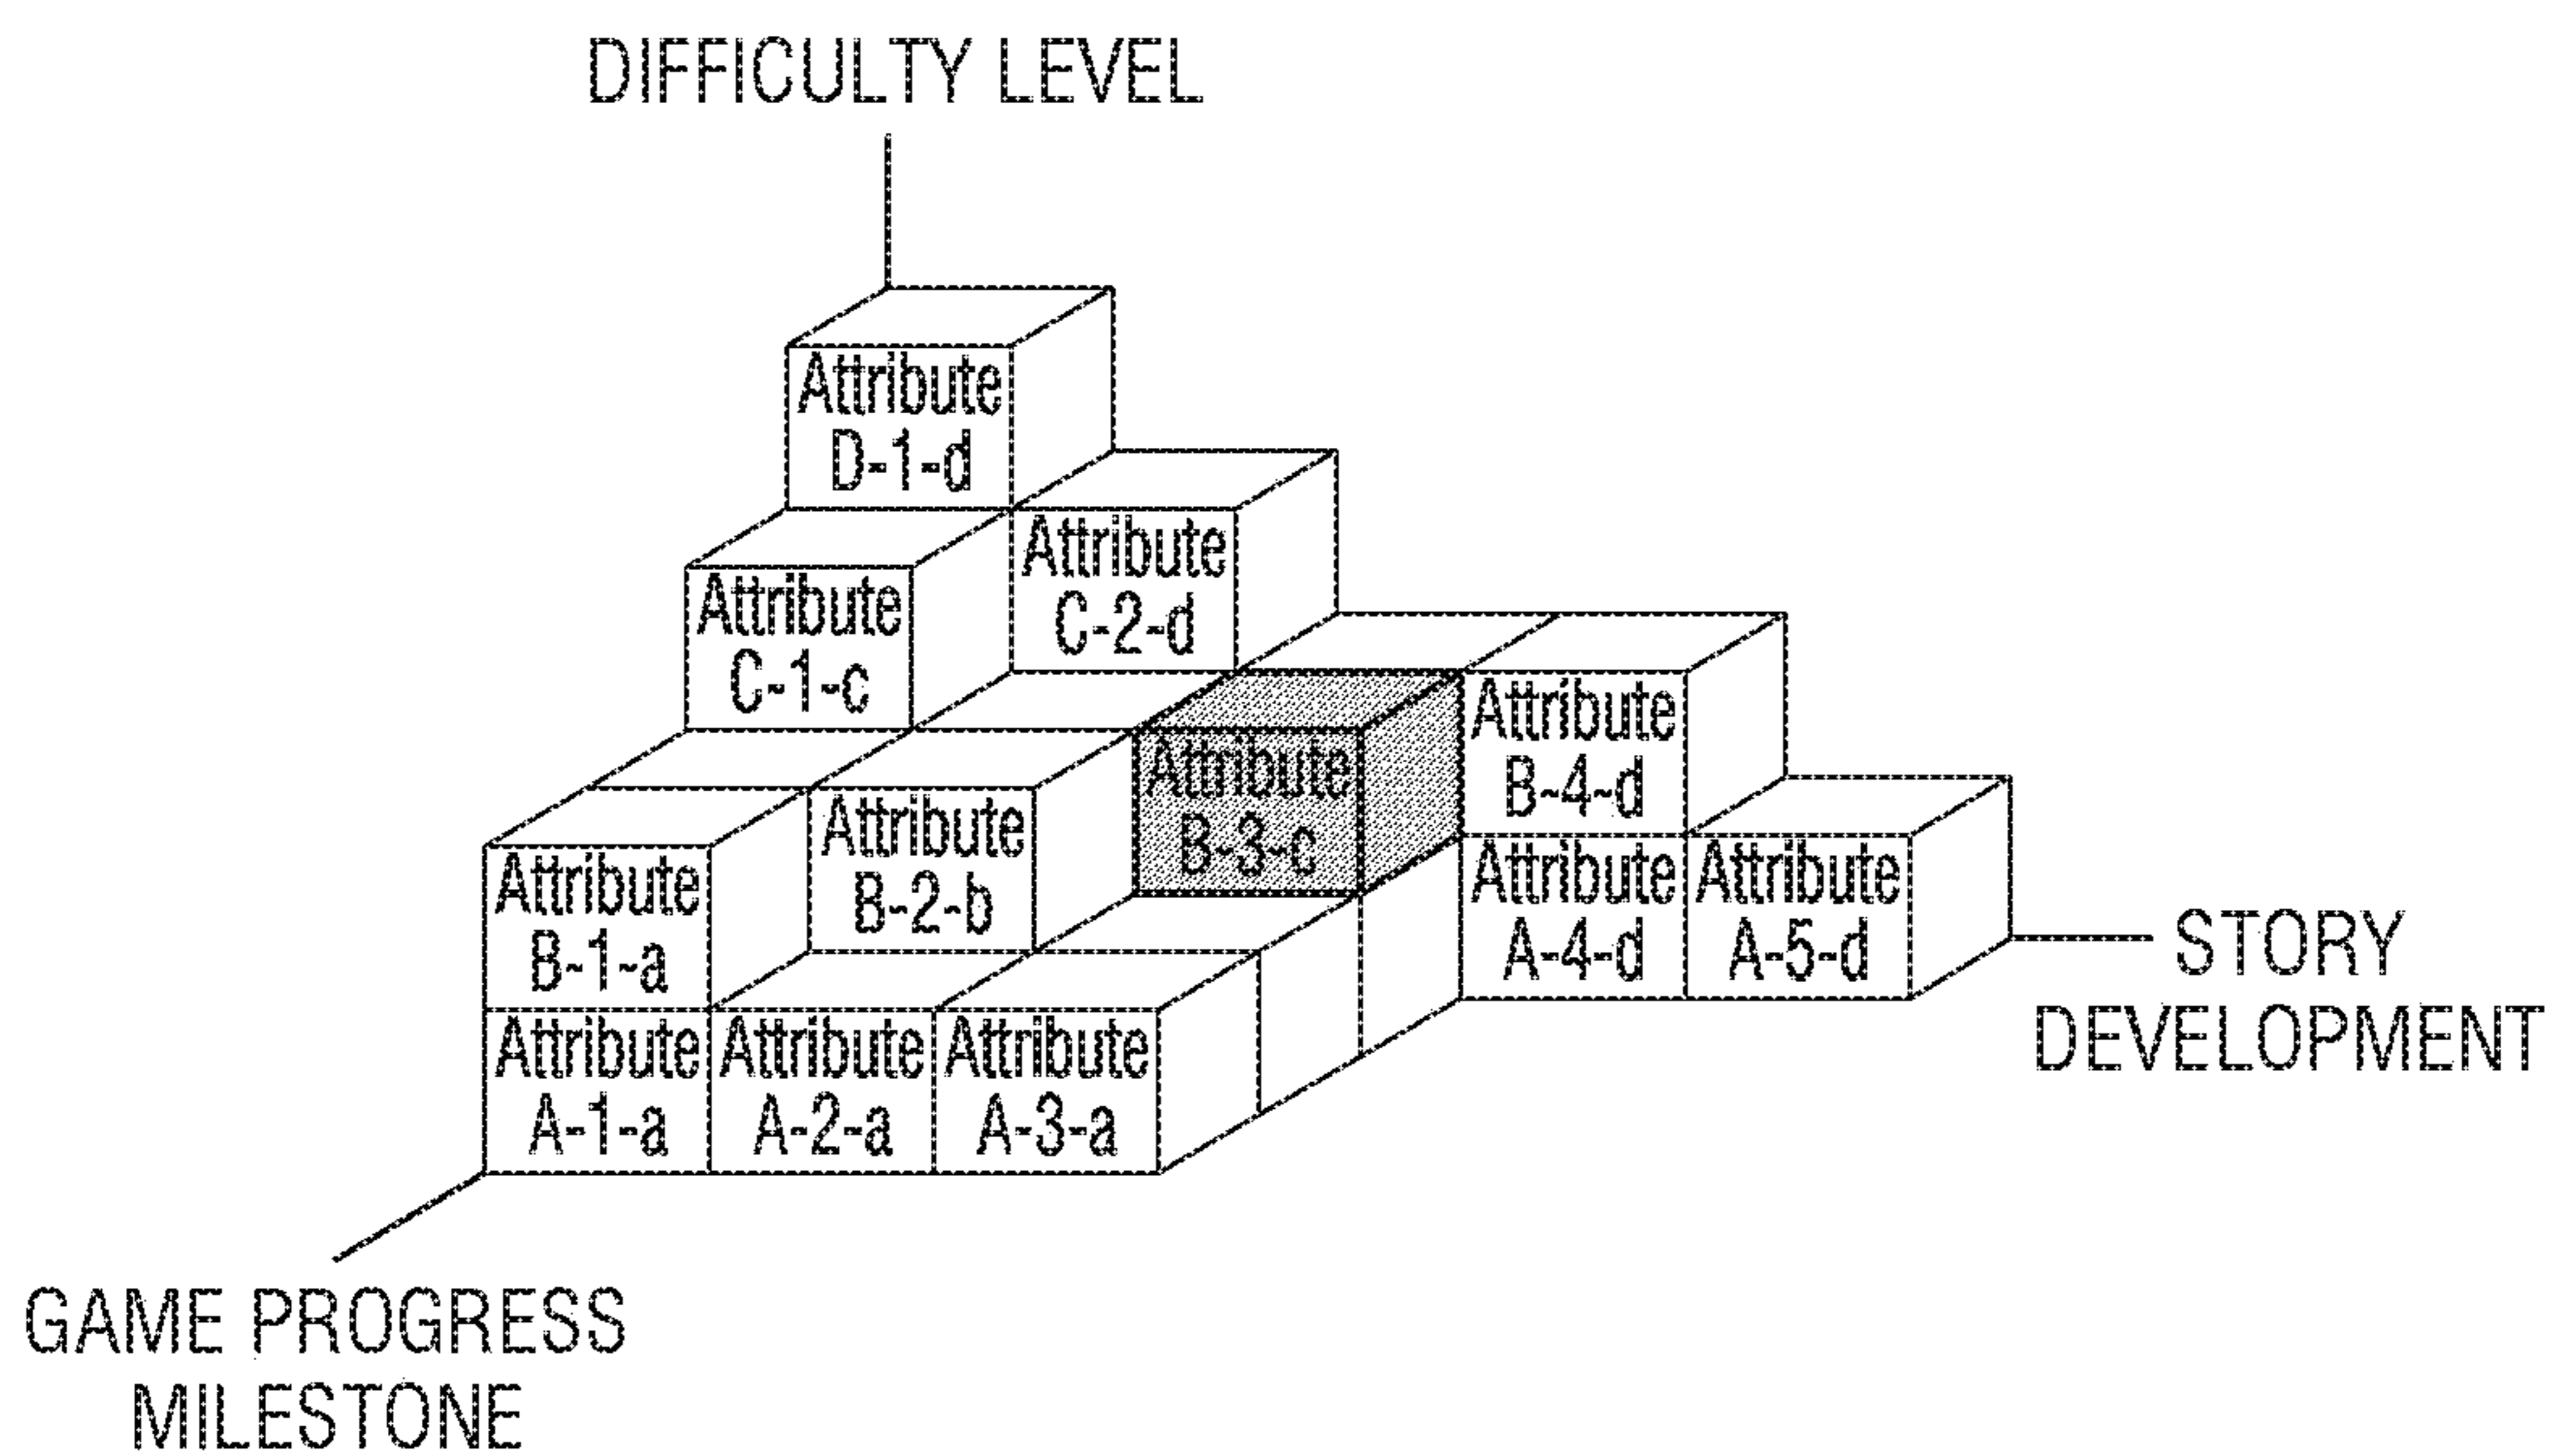 DIFFICULTY LEVEL
Attribute
D-1-d
Attribute
C-2-d
Attribute
C-1-c
Attribute
B-4-d
Attribute
B-3-c
Attribute
B-2-b
Attribute
B-1-a
Attribute
A-4-d
Attribute
A-5-d
Attribute
A-1-a
Attribute
A-2-a
Attribute
A-3-a
STORY
DEVELOPMENT
GAME PROGRESS
MILESTONE